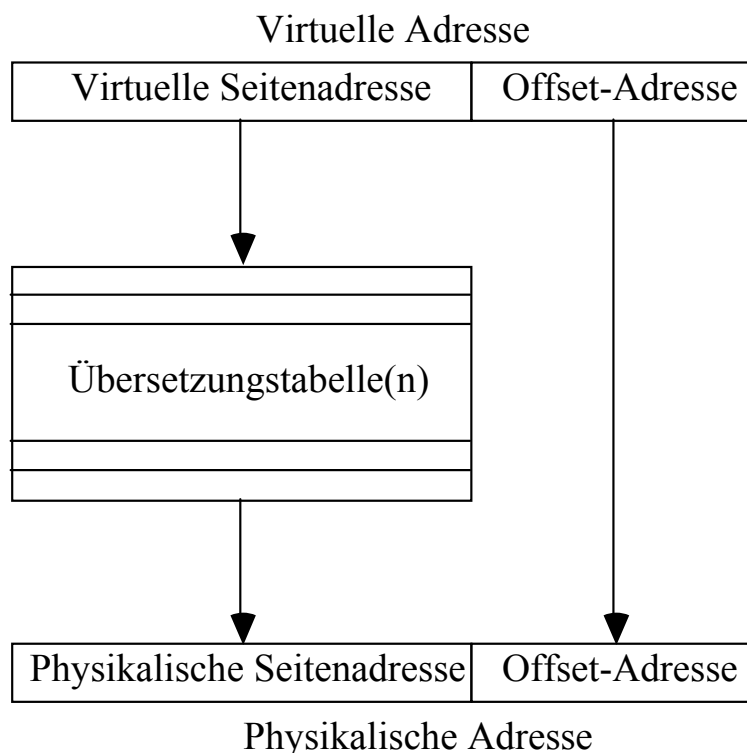 Virtuelle Adresse
Virtuelle Seitenadresse Offset-Adresse
Übersetzungstabelle(n)
Physikalische Seitenadresse Offset-Adresse
Physikalische Adresse